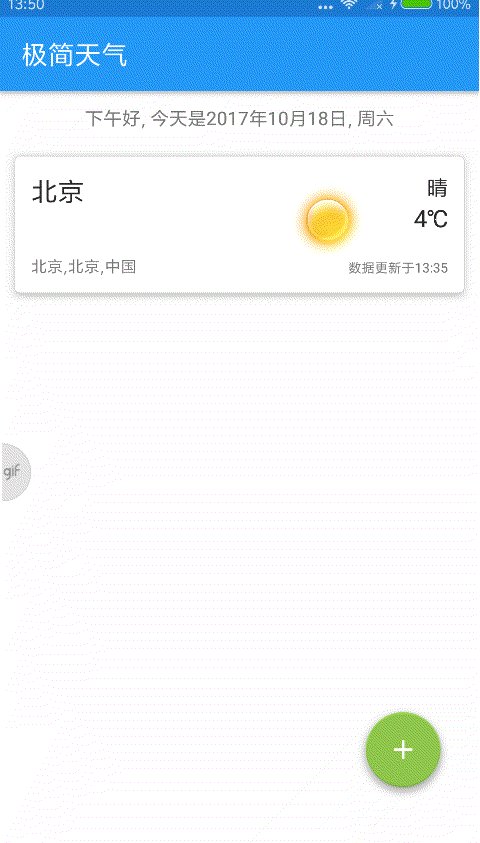 13:50 100%
极简天气
下午好, 今天是2017年10月18日, 周六
北京
晴
4℃
北京,北京,中国
数据更新于13:35
gif
+